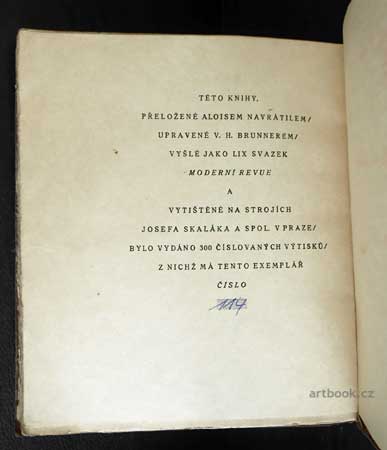 TÉTO KNIHY,
PŘELOŽENÉ ALOISEM NAVRÁTILEM/
UPRAVENÉ V. H. BRUNNEREM/
VYŠLÉ JAKO LIX SVAZEK
MODERNÍ REVUE
A
VYTIŠTĚNÉ NA STROJÍCH
JOSEFA SKALÁKA A SPOL. V PRAZE/
BYLO VYDÁNO 300 ČÍSLOVANÝCH VÝTISKŮ/
Z NICHŽ MÁ TENTO EXEMPLÁŘ
ČÍSLO
117
artbook.cz